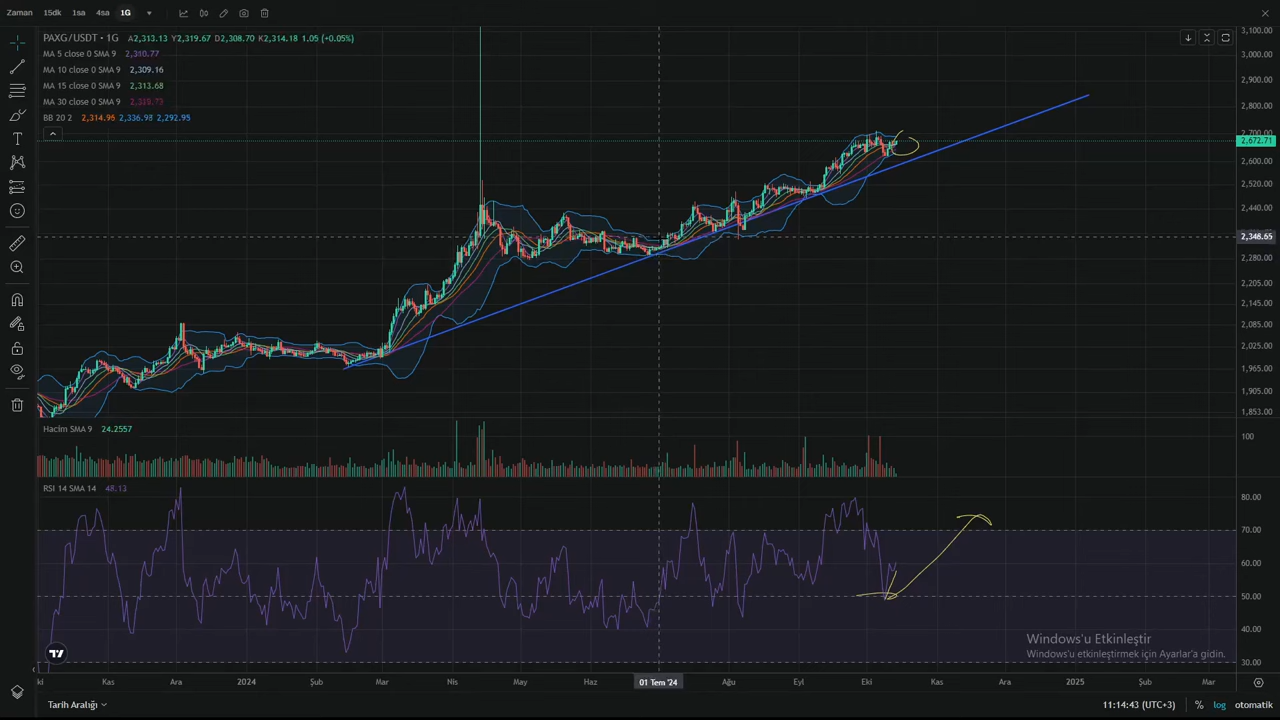 Zaman 15dk 1sa 4sa 1G
PAXG/USDT • 1G A2,313.13 Y2,319.67 D2,308.70 K2,314.18 1.05 (+0.05%)
MA 5 close 0 SMA 9 2,310.77
MA 10 close 0 SMA 9 2,309.16
MA 15 close 0 SMA 9 2,313.68
MA 30 close 0 SMA 9
BB 20 2 2,314.96 2,336.98 2,292.95
3,100.00
3,000.00
2,900.00
2,800.00
2,700.00
2,672.71
2,600.00
2,520.00
2,440.00
2,348.65
2,280.00
2,205.00
2,145.00
2,085.00
2,025.00
1,965.00
1,905.00
1,853.00
Hacim SMA 9 24.2557
100
RSI 14 SMA 14 48.13
80.00
70.00
60.00
50.00
40.00
30.00
Windows'u Etkinleştir
Windows'u etkinleştirmek için Ayarlar'a gidin.
ki Kas Ara 2024 Şub Mar Nis May Haz 01 Tem '24 Ağu Eyl Eki Kas Ara 2025 Şub Mar
Tarih Aralığı 11:14:43 (UTC+3) % log otomatik